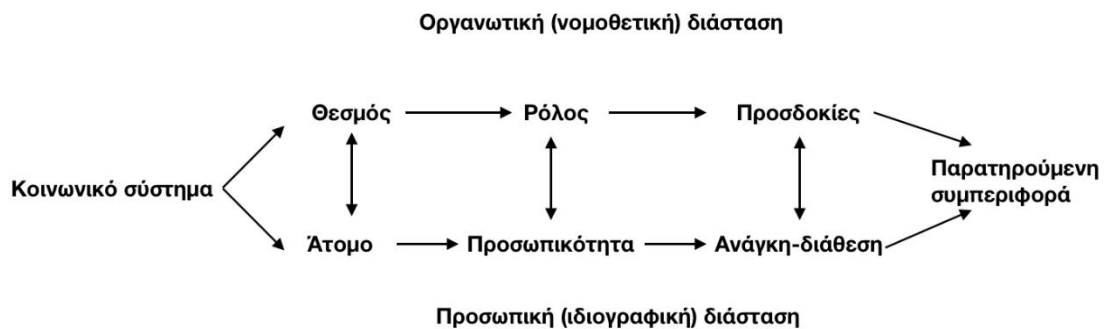 Οργανωτική (νομοθετική) διάσταση
Θεσμός
Ρόλος
Προσδοκίες
Κοινωνικό σύστημα
Παρατηρούμενη
συμπεριφορά
Άτομο
Προσωπικότητα
Ανάγκη-διάθεση
Προσωπική (ιδιογραφική) διάσταση